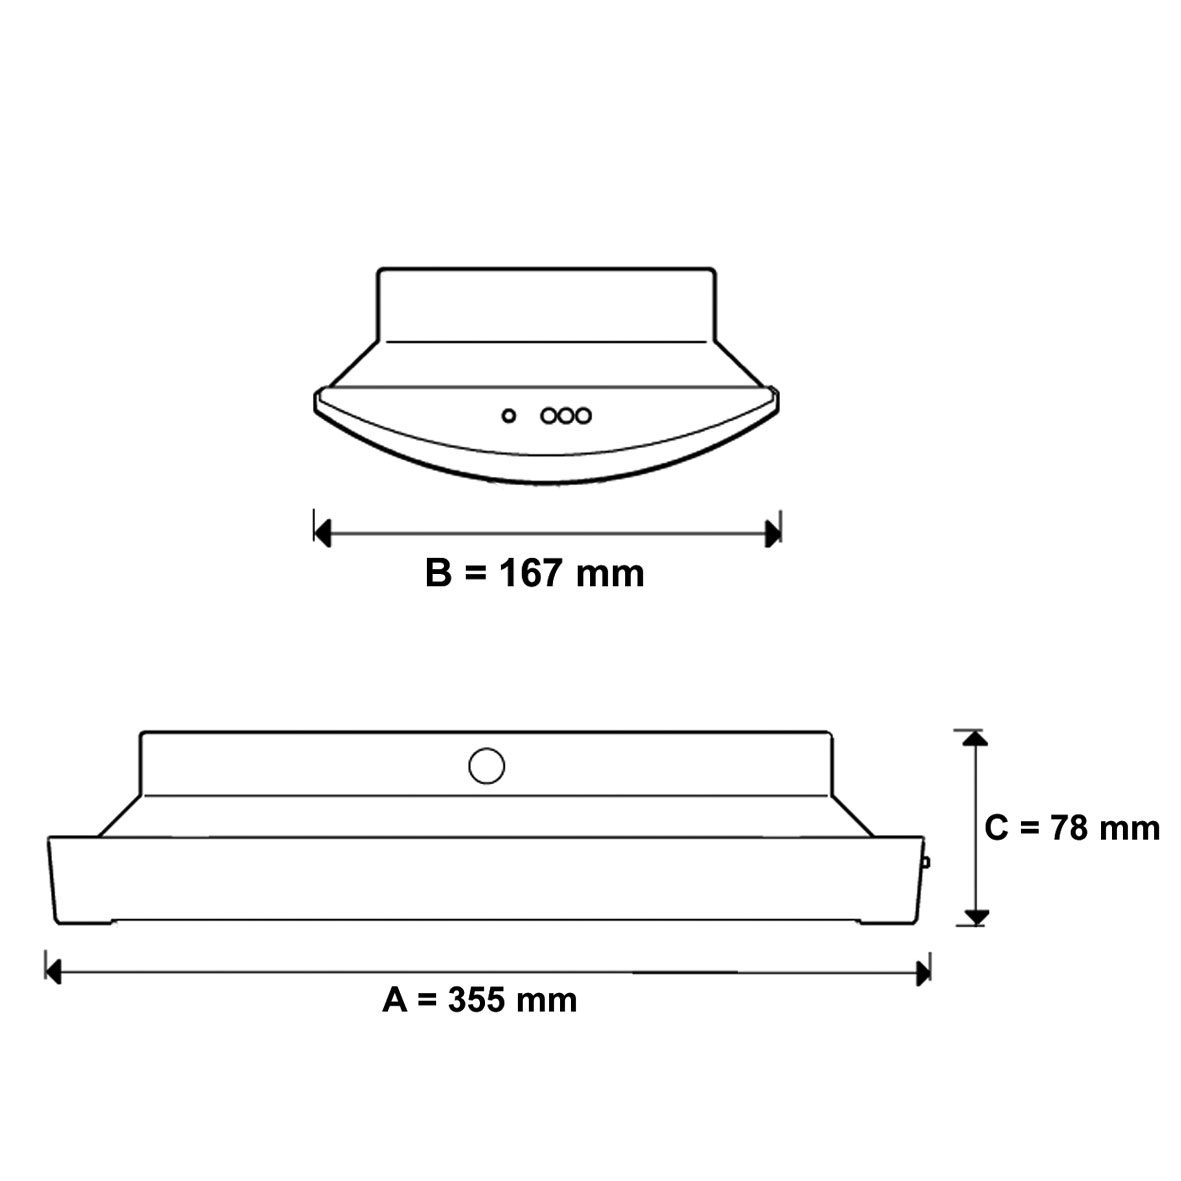 B = 167 mm
C = 78 mm
A = 355 mm